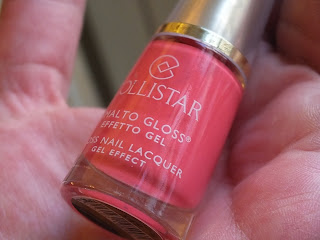 OLLISTAR
MALTO GLOSS®
EFFETTO GEL
OSS NAIL LACQUER
GEL EFFECT